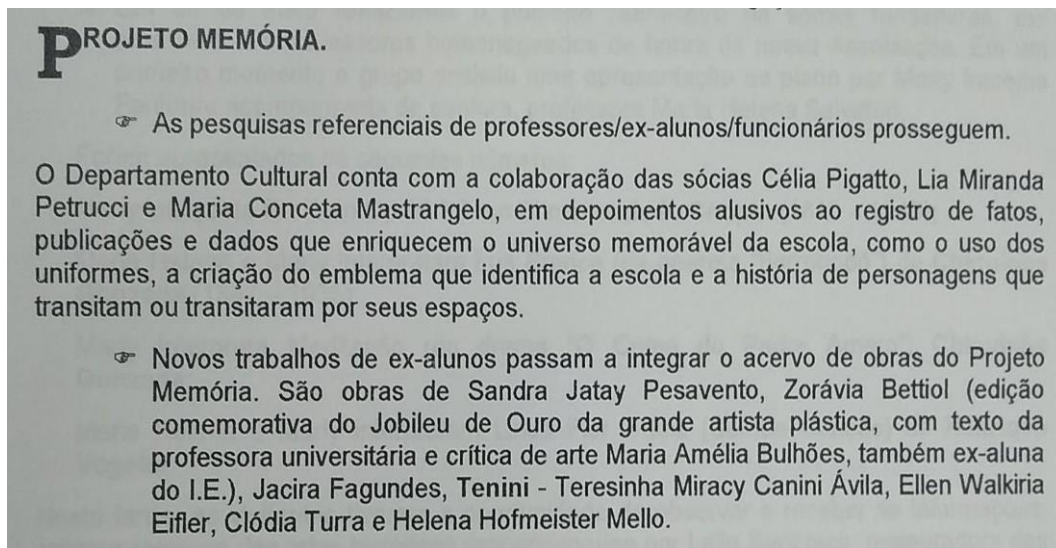 PROJETO MEMÓRIA.
☞ As pesquisas referenciais de professores/ex-alunos/funcionários prosseguem.
O Departamento Cultural conta com a colaboração das sócias Célia Pigatto, Lia Miranda
Petrucci e Maria Conceta Mastrangelo, em depoimentos alusivos ao registro de fatos,
publicações e dados que enriquecem o universo memorável da escola, como o uso dos
uniformes, a criação do emblema que identifica a escola e a história de personagens que
transitam ou transitaram por seus espaços.
☞ Novos trabalhos de ex-alunos passam a integrar o acervo de obras do Projeto
Memória. São obras de Sandra Jatay Pesavento, Zorávia Bettiol (edição
comemorativa do Jobileu de Ouro da grande artista plástica, com texto da
professora universitária e crítica de arte Maria Amélia Bulhões, também ex-aluna
do I.E.), Jacira Fagundes, Tenini - Teresinha Miracy Canini Ávila, Ellen Walkiria
Eifler, Clódia Turra e Helena Hofmeister Mello.